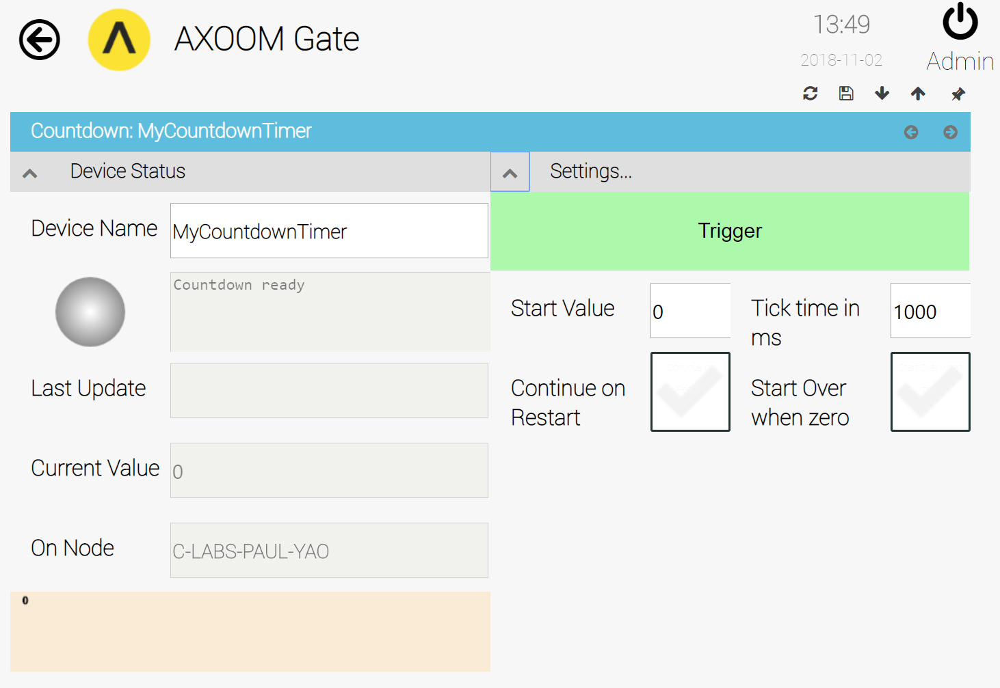 AXOOM Gate
13:49
2018-11-02
Admin
Countdown: MyCountdownTimer
Device Status
Settings...
Device Name
MyCountdownTimer
Trigger
Countdown ready
Start Value
0
Tick time in
ms
1000
Last Update
Continue on
Restart
Start Over
when zero
Current Value
0
On Node
C-LABS-PAUL-YAO
0